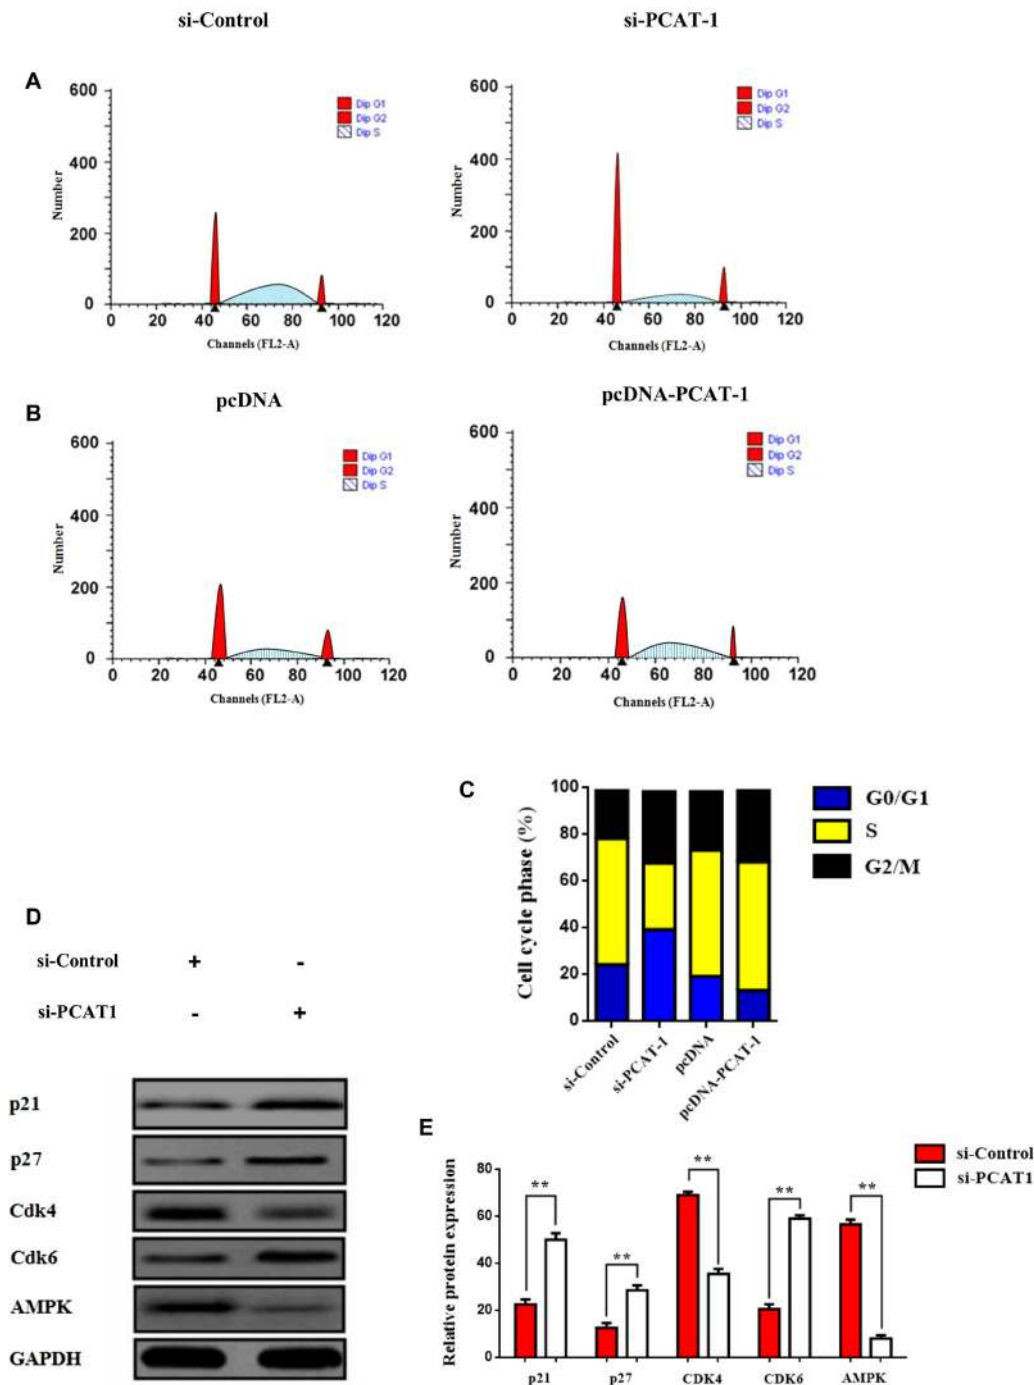 si-Control
si-PCAT-1
A
600
400
200
0
0 20 40 60 80 100 120
Number
Channels (FL2-A)
Dip G1
Dip G2
Dip S
600
400
200
0
0 20 40 60 80 100 120
Number
Channels (FL2-A)
Dip G1
Dip G2
Dip S
B
pcDNA
pcDNA-PCAT-1
600
400
200
0
0 20 40 60 80 100 120
Number
Channels (FL2-A)
Dip G1
Dip G2
Dip S
600
400
200
0
0 20 40 60 80 100 120
Number
Channels (FL2-A)
Dip G1
Dip G2
Dip S
C
Cell cycle phase (%)
100
80
60
40
20
0
si-Control
si-PCAT-1
pcDNA
pcDNA-PCAT-1
G0/G1
S
G2/M
D
si-Control + -
si-PCAT1 - +
p21
p27
Cdk4
Cdk6
AMPK
GAPDH
E
Relative protein expression
80
60
40
20
0
**
**
**
**
**
p21 p27 CDK4 CDK6 AMPK
si-Control
si-PCAT1